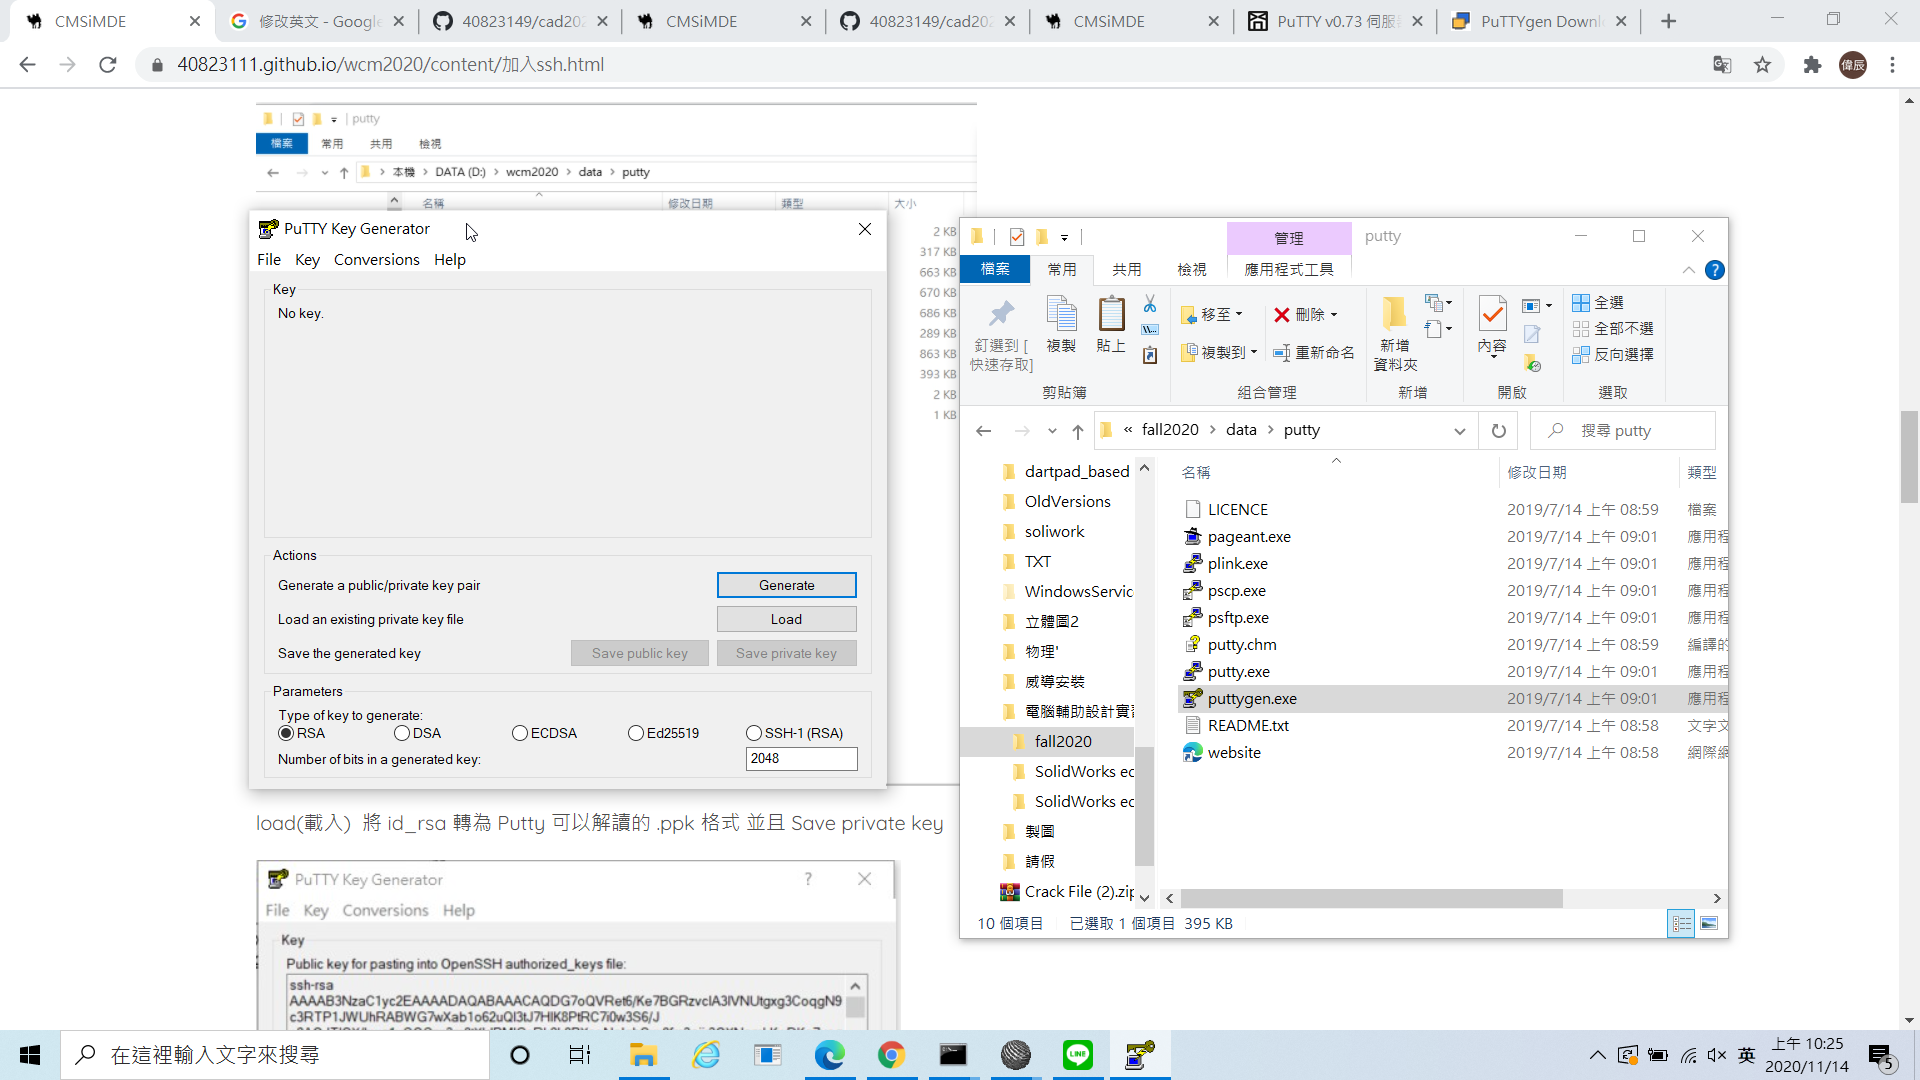 CMSiMDE
修改英文 - Google
40823149/cad202
CMSiMDE
40823149/cad202
CMSiMDE
PuTTY v0.73 伺服
PuTTYgen Downl
40823111.github.io/wcm2020/content/加入ssh.html
偉辰
putty
檔案 常用 共用 檢視
本機 > DATA (D:) > wcm2020 > data > putty
名稱 修改日期 類型 大小
2 KB
317 KB
663 KB
670 KB
686 KB
289 KB
863 KB
393 KB
2 KB
1 KB
PuTTY Key Generator
File Key Conversions Help
Key
No key.
Actions
Generate a public/private key pair
Generate
Load an existing private key file
Load
Save the generated key
Save public key
Save private key
Parameters
Type of key to generate:
RSA DSA ECDSA Ed25519 SSH-1 (RSA)
Number of bits in a generated key:
2048
load(載入) 將 id_rsa 轉為 Putty 可以解讀的 .ppk 格式 並且 Save private key
PuTTY Key Generator ?
File Key Conversions Help
Key
Public key for pasting into OpenSSH authorized_keys file:
ssh-rsa
AAAAB3NzaC1yc2EAAAADAQABAAACAQDG7oQVRet6/Ke7BGRzvclA3lVNUtgxg3CoqgN9
c3RTP1JWUhRABWG7wXab1o62uQl3tJ7HlK8PtRC7i0w3S6/J
管理
putty
檔案 常用 共用 檢視 應用程式工具
釘選到 [
快速存取]
複製
貼上
移至
複製到
刪除
重新命名
新增
資料夾
內容
全選
全部不選
反向選擇
剪貼簿 組合管理 新增 開啟 選取
« fall2020 > data > putty
搜尋 putty
dartpad_based
OldVersions
soliwork
TXT
WindowsServic
立體圖2
物理'
威導安裝
電腦輔助設計實
fall2020
SolidWorks ec
SolidWorks ec
製圖
請假
Crack File (2).zip
名稱 修改日期 類型
LICENCE 2019/7/14 上午 08:59 檔案
pageant.exe 2019/7/14 上午 09:01 應用程
plink.exe 2019/7/14 上午 09:01 應用程
pscp.exe 2019/7/14 上午 09:01 應用程
psftp.exe 2019/7/14 上午 09:01 應用程
putty.chm 2019/7/14 上午 08:59 編譯的
putty.exe 2019/7/14 上午 09:01 應用程
puttygen.exe 2019/7/14 上午 09:01 應用程
README.txt 2019/7/14 上午 08:58 文字文
website 2019/7/14 上午 08:58 網際網
10 個項目 已選取 1 個項目 395 KB
在這裡輸入文字來搜尋
LINE
英
上午 10:25
2020/11/14
5